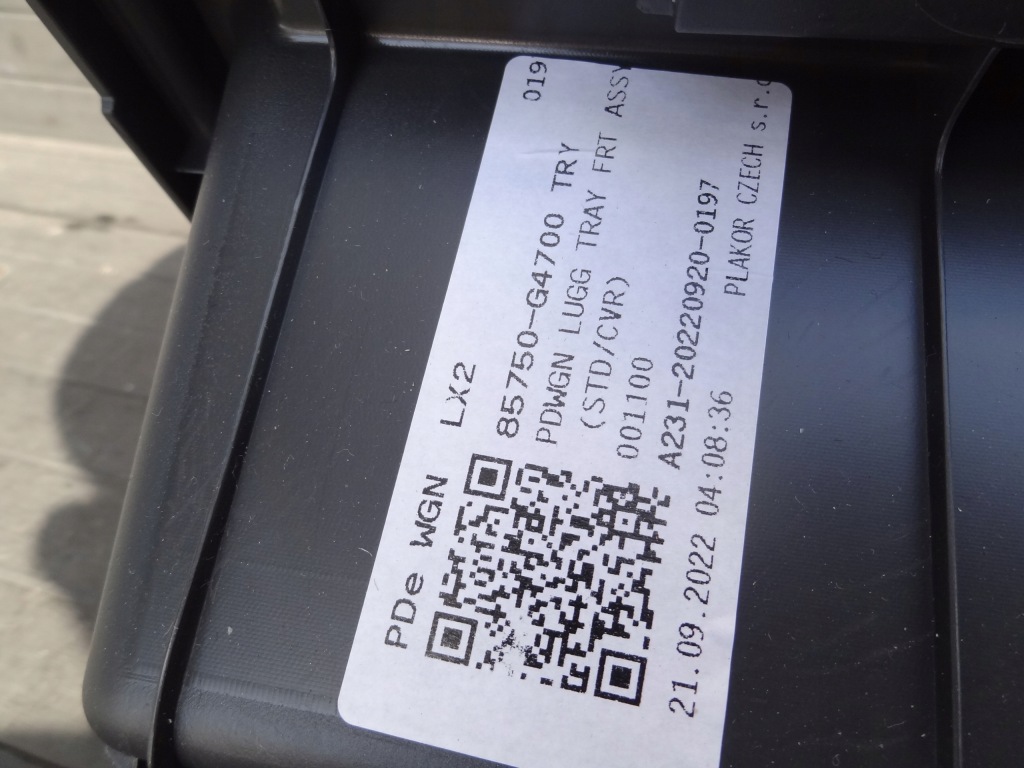 PDe WGN LX2 019
85750-G4700 TRY
PDWGN LUGG TRAY FRT ASSY
(STD/CVR)
001100
A231-20220920-0197
21.09.2022 04:08:36 PLAKOR CZECH s.r.o